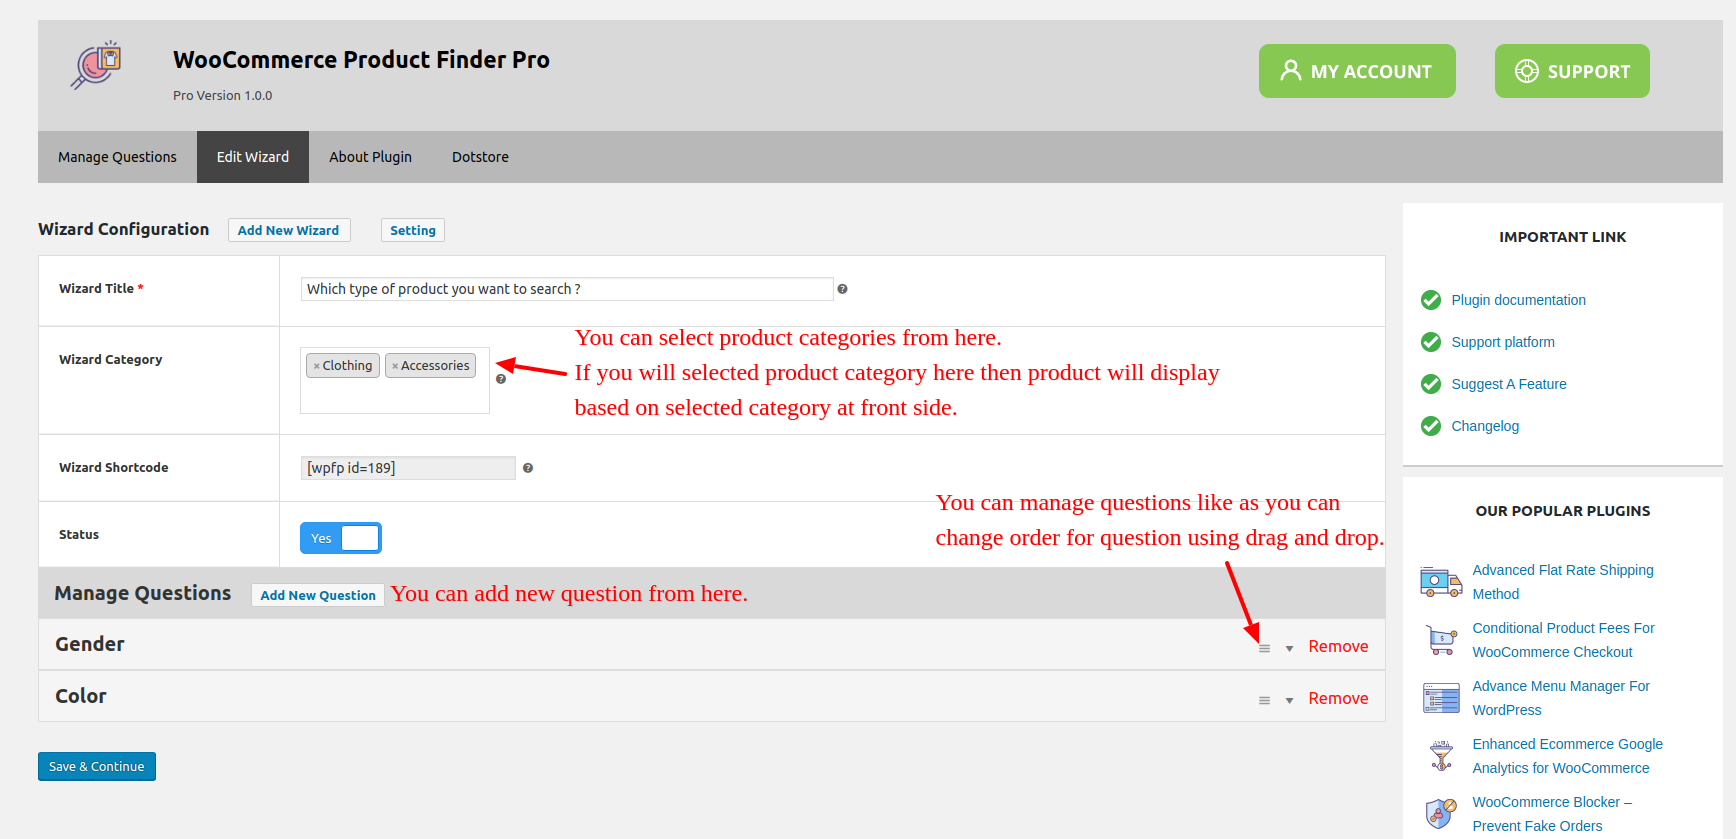 WooCommerce Product Finder Pro
Pro Version 1.0.0
MY ACCOUNT
SUPPORT
Manage Questions
Edit Wizard
About Plugin
Dotstore
Wizard Configuration
Add New Wizard
Setting
Wizard Title *
Which type of product you want to search ?
Wizard Category
× Clothing
× Accessories
You can select product categories from here.
If you will selected product category here then product will display
based on selected category at front side.
Wizard Shortcode
[wpfp id=189]
You can manage questions like as you can
change order for question using drag and drop.
Status
Yes
Manage Questions
Add New Question
You can add new question from here.
Gender
Remove
Color
Remove
Save & Continue
IMPORTANT LINK
Plugin documentation
Support platform
Suggest A Feature
Changelog
OUR POPULAR PLUGINS
Advanced Flat Rate Shipping
Method
Conditional Product Fees For
WooCommerce Checkout
Advance Menu Manager For
WordPress
Enhanced Ecommerce Google
Analytics for WooCommerce
WooCommerce Blocker –
Prevent Fake Orders